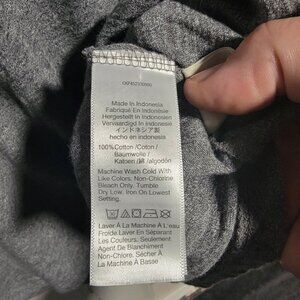 Made In Indonesia
Fabriqué En Indonésie
Hergestellt in Indonesien
Vervaardigd In Indonesie
インドネシア製
hecho en indonesia
100%Cotton /Coton /
Baumwolle /
Katoen /綿 /algodón
Machine Wash Cold With
Like Colors. Non-Chlorine
Bleach Only. Tumble
Dry Low. Iron On Lowest
Setting.
Laver À La Machine À L'eau
Froide.Laver En Séparant
Les Couleurs. Seulement
Agent De Blanchiment
Non-Chlore. Sécher
À La Machine À Basse